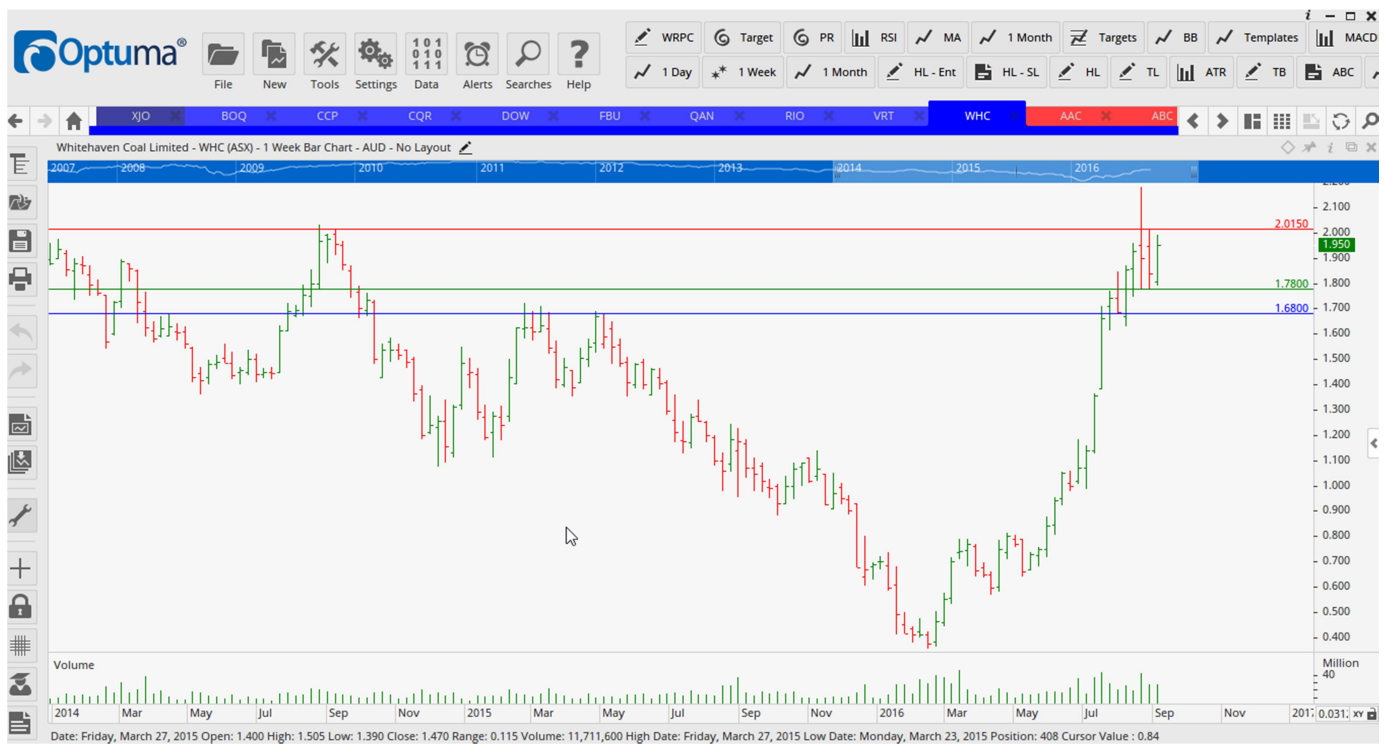 i
Optuma®
File New Tools Settings Data Alerts Searches Help
WRPC Target PR RSI MA 1 Month Targets BB Templates MACD
1 Day 1 Week 1 Month HL - Ent HL - SL HL TL ATR TB ABC
XJO BOQ CCP CQR DOW FBU QAN RIO VRT WHC AAC ABC
Whitehaven Coal Limited - WHC (ASX) - 1 Week Bar Chart - AUD - No Layout
2007 2008 2009 2010 2011 2012 2013 2014 2015 2016
2.200
2.100
2.0150
2.000
1.950
1.900
1.7800
1.800
1.6800
1.700
1.600
1.500
1.400
1.300
1.200
1.100
1.000
0.900
0.800
0.700
0.600
0.500
0.400
Volume
Million
40
2014 Mar May Jul Sep Nov 2015 Mar May Jul Sep Nov 2016 Mar May Jul Sep Nov 2017 XY
Date: Friday, March 27, 2015 Open: 1.400 High: 1.505 Low: 1.390 Close: 1.470 Range: 0.115 Volume: 11,711,600 High Date: Friday, March 27, 2015 Low Date: Monday, March 23, 2015 Position: 408 Cursor Value : 0.84